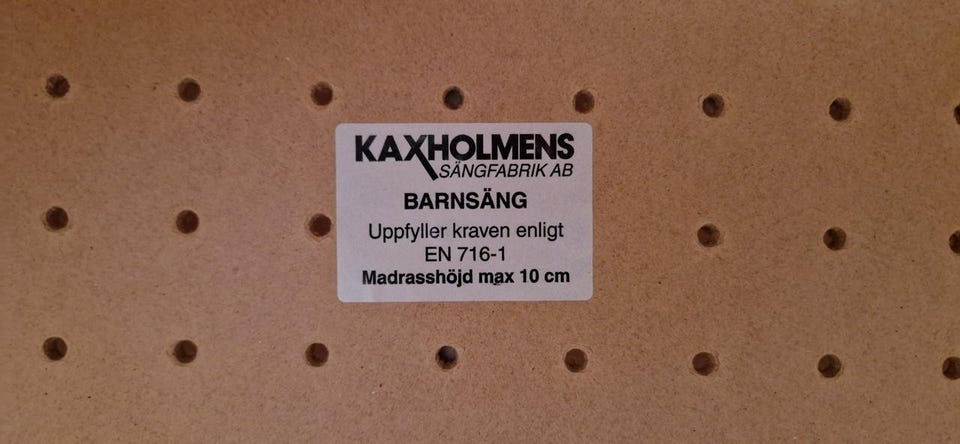 KAXHOLMENS
SÄNGFABRIK AB
BARNSÄNG
Uppfyller kraven enligt
EN 716-1
Madrasshöjd max 10 cm